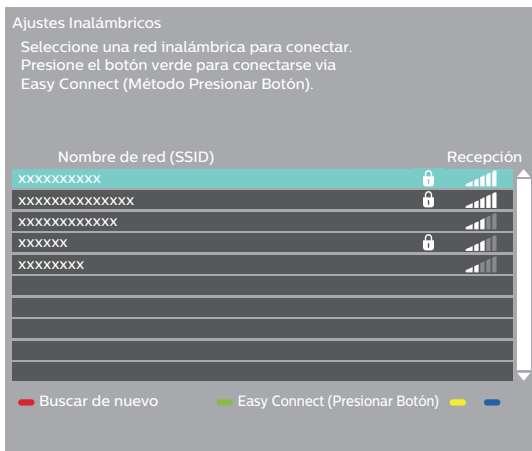 Ajustes Inalámbricos
Seleccione una red inalámbrica para conectar.
Presione el botón verde para conectarse via
Easy Connect (Método Presionar Botón).
Nombre de red (SSID) Recepción
xxxxxxxxxx
xxxxxxxxxxxxxx
xxxxxxxxxxxx
xxxxxx
xxxxxxxx
Buscar de nuevo Easy Connect (Presionar Botón)